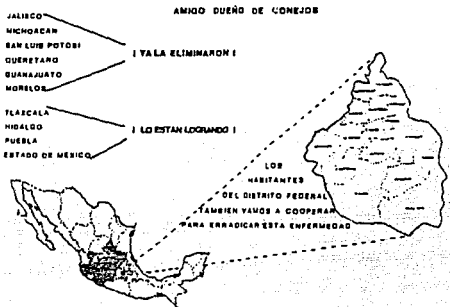 AMIGO DUEÑO DE CONEJOS
JALISCO
MICHOACAN
SAN LUIS POTOSI
QUERETARO
GUANAJUATO
MORELOS
¡ YA LA ELIMINARON !
TLAXCALA
HIDALGO
PUEBLA
ESTADO DE MEXICO
¡ LO ESTAN LOGRANDO !
LOS
HABITANTES
DEL DISTRITO FEDERAL
TAMBIEN VAMOS A COOPERAR
PARA ERRADICAR ESTA ENFERMEDAD